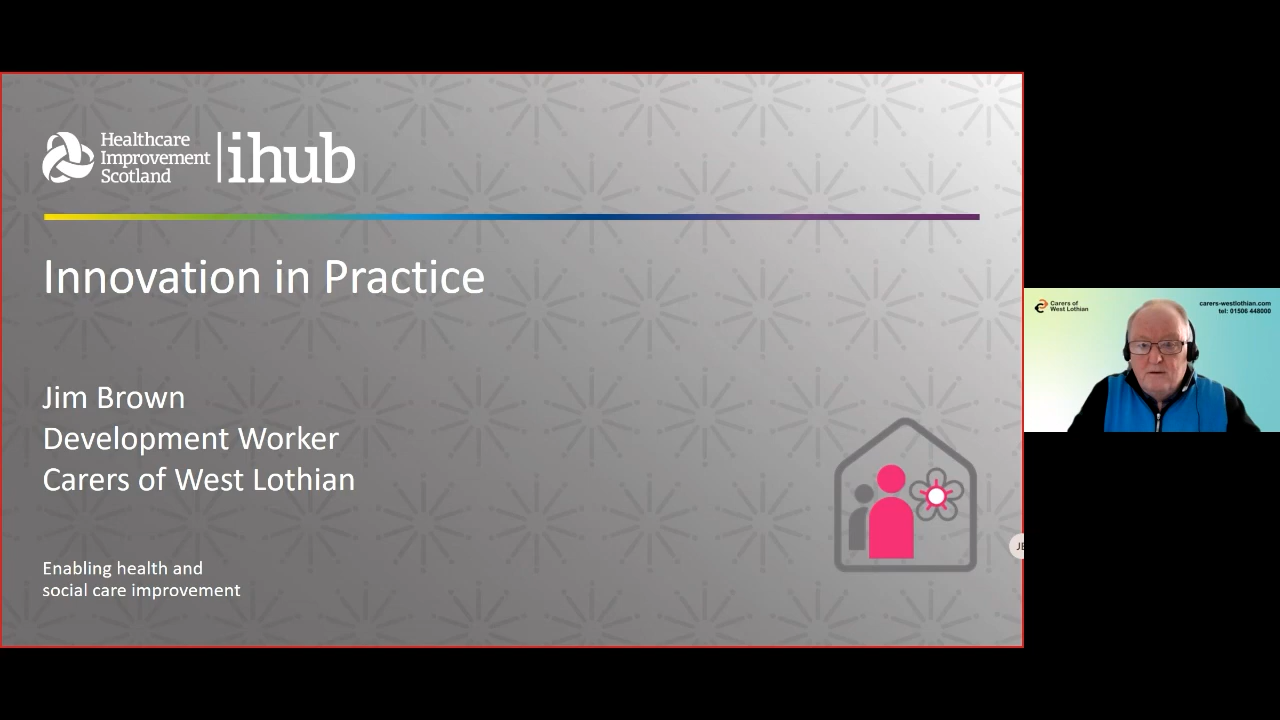 Healthcare
Improvement
Scotland
ihub
Innovation in Practice
Jim Brown
Development Worker
Carers of West Lothian
Enabling health and
social care improvement
JE
Carers of
West Lothian
carers-westlothian.com
tel: 01506 448000